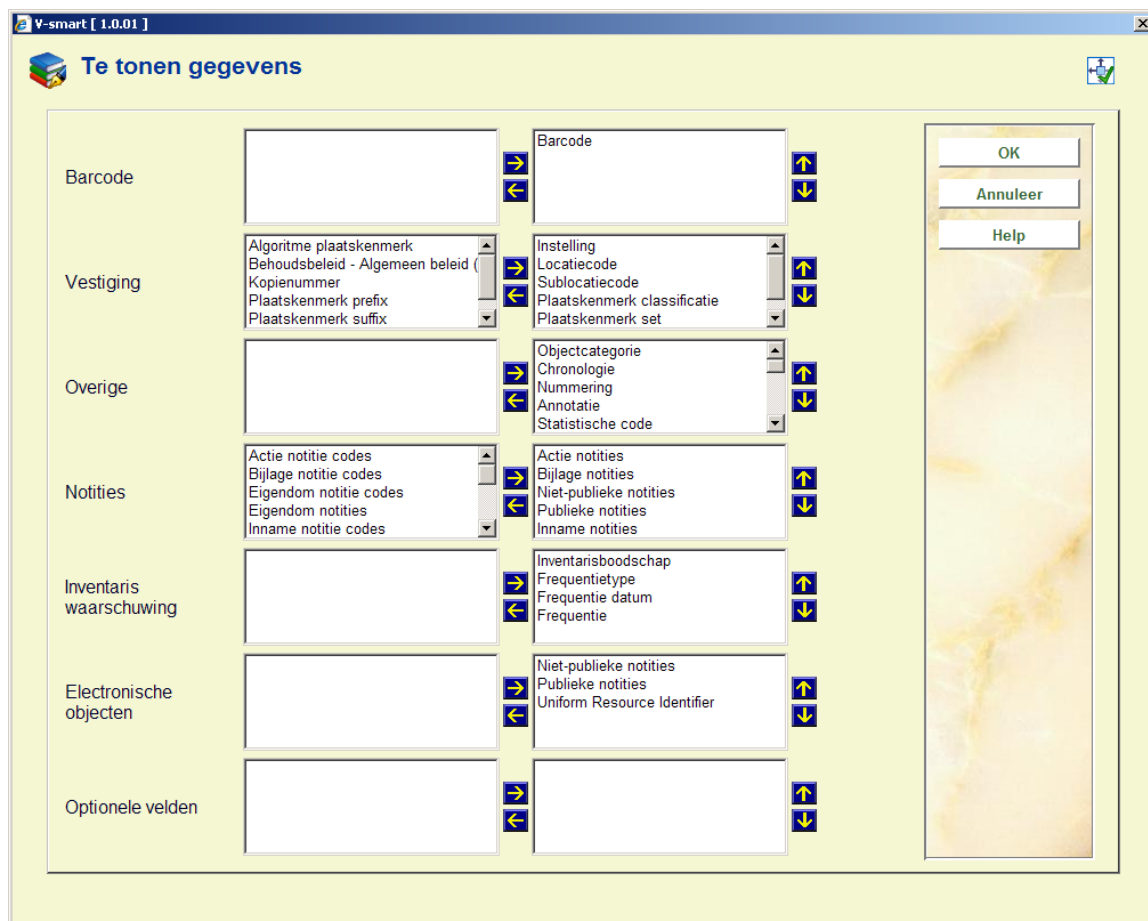 V-smart [ 1.0.01 ]
Te tonen gegevens
Barcode
Barcode
Vestiging
Algoritme plaatskenmerk
Behoudsbeleid - Algemeen beleid (
Kopienummer
Plaatskenmerk prefix
Plaatskenmerk suffix
Instelling
Locatiecode
Sublocatiecode
Plaatskenmerk classificatie
Plaatskenmerk set
Overige
Objectcategorie
Chronologie
Nummering
Annotatie
Statistische code
Notities
Actie notitie codes
Bijlage notitie codes
Eigendom notitie codes
Eigendom notities
Inname notitie codes
Actie notities
Bijlage notities
Niet-publieke notities
Publieke notities
Inname notities
Inventaris
waarschuwing
Inventarisboodschap
Frequentietype
Frequentie datum
Frequentie
Electronische
objecten
Niet-publieke notities
Publieke notities
Uniform Resource Identifier
Optionele velden
OK
Annuleer
Help